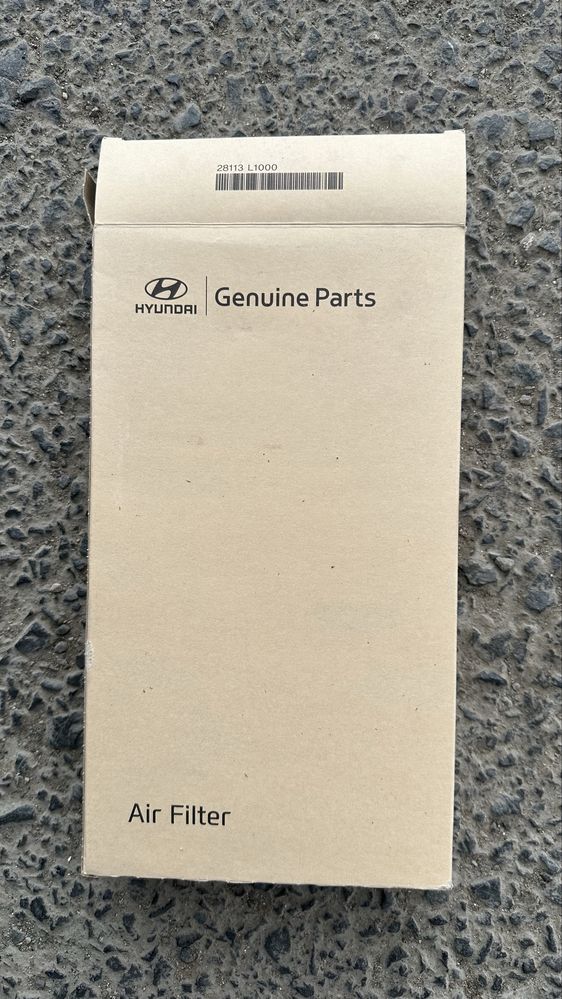 28113 L1000
HYUNDAI
Genuine Parts
Air Filter